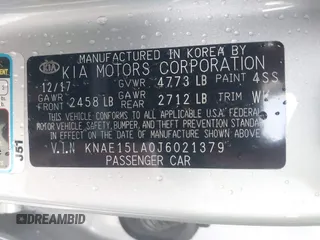 MANUFACTURED IN KOREA BY
KIA KIA MOTORS CORPORATION
12/17 GVWR 4773 LB PAINT 4SS
GAWR FRONT 2458 LB GAWR REAR 2712 LB TRIM WK
THIS VEHICLE CONFORMS TO ALL APPLICABLE U.S.A. FEDERAL
MOTOR VEHICLE SAFETY, BUMPER, AND THEFT PREVENTION STANDARDS
IN EFFECT ON THE DATE OF MANUFACTURE SHOWN ABOVE.
V.I.N KNAE15LA0J6021379
PASSENGER CAR
J51
DREAMBID